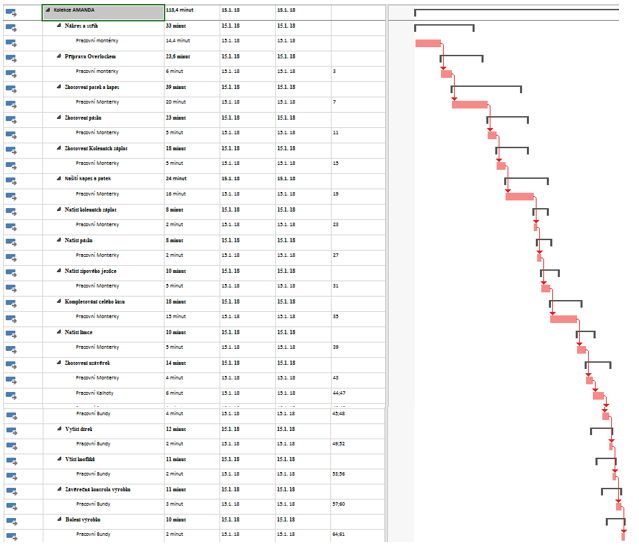 Kolekce AMANDA 118,4 minut 15.1. 18 15.1. 18
Nákres a střih 33 minut 15.1. 18 15.1. 18
Pracovní montérky 14,4 minut 15.1. 18 15.1. 18
Příprava Overlockem 23,6 minut 15.1. 18 15.1. 18
Pracovní monterky 6 minut 15.1. 18 15.1. 18 3
Zhotovení pacek a kapes 39 minut 15.1. 18 15.1. 18
Pracovní Monterky 20 minut 15.1. 18 15.1. 18 7
Zhotovení pásku 23 minut 15.1. 18 15.1. 18
Pracovní Monterky 5 minut 15.1. 18 15.1. 18 11
Zhotovení Kolenních záplat 18 minut 15.1. 18 15.1. 18
Pracovní Monterky 5 minut 15.1. 18 15.1. 18 15
Našití kapes a patek 24 minut 15.1. 18 15.1. 18
Pracovní Monterky 16 minut 15.1. 18 15.1. 18 19
Našití kolenních záplat 8 minut 15.1. 18 15.1. 18
Pracovní Monterky 2 minut 15.1. 18 15.1. 18 23
Našití pásku 8 minut 15.1. 18 15.1. 18
Pracovní Monterky 2 minut 15.1. 18 15.1. 18 27
Našití zipového jezdce 10 minut 15.1. 18 15.1. 18
Pracovní Monterky 5 minut 15.1. 18 15.1. 18 31
Kompletování celého kusu 18 minut 15.1. 18 15.1. 18
Pracovní Monterky 15 minut 15.1. 18 15.1. 18 35
Našití 10 minut 15.1. 18 15.1. 18
Pracovní Monterky 5 minut 15.1. 18 15.1. 18 39
Zhotovení uzávěrek 14 minut 15.1. 18 15.1. 18
Pracovní Monterky 4 minut 15.1. 18 15.1. 18 43
Pracovní Kalhoty 6 minut 15.1. 18 15.1. 18 44;47
Pracovní Bundy 4 minut 15.1. 18 15.1. 18 45;48
Vyšití dírek 12 minut 15.1. 18 15.1. 18
Pracovní Bundy 2 minut 15.1. 18 15.1. 18 49;52
Všití knoflíků 11 minut 15.1. 18 15.1. 18
Pracovní Bundy 2 minut 15.1. 18 15.1. 18 53;56
Závěrečná kontrola výrobku 11 minut 15.1. 18 15.1. 18
Pracovní Bundy 3 minut 15.1. 18 15.1. 18 57;60
Balení výrobku 10 minut 15.1. 18 15.1. 18
Pracovní Bundy 2 minut 15.1. 18 15.1. 18 64;61